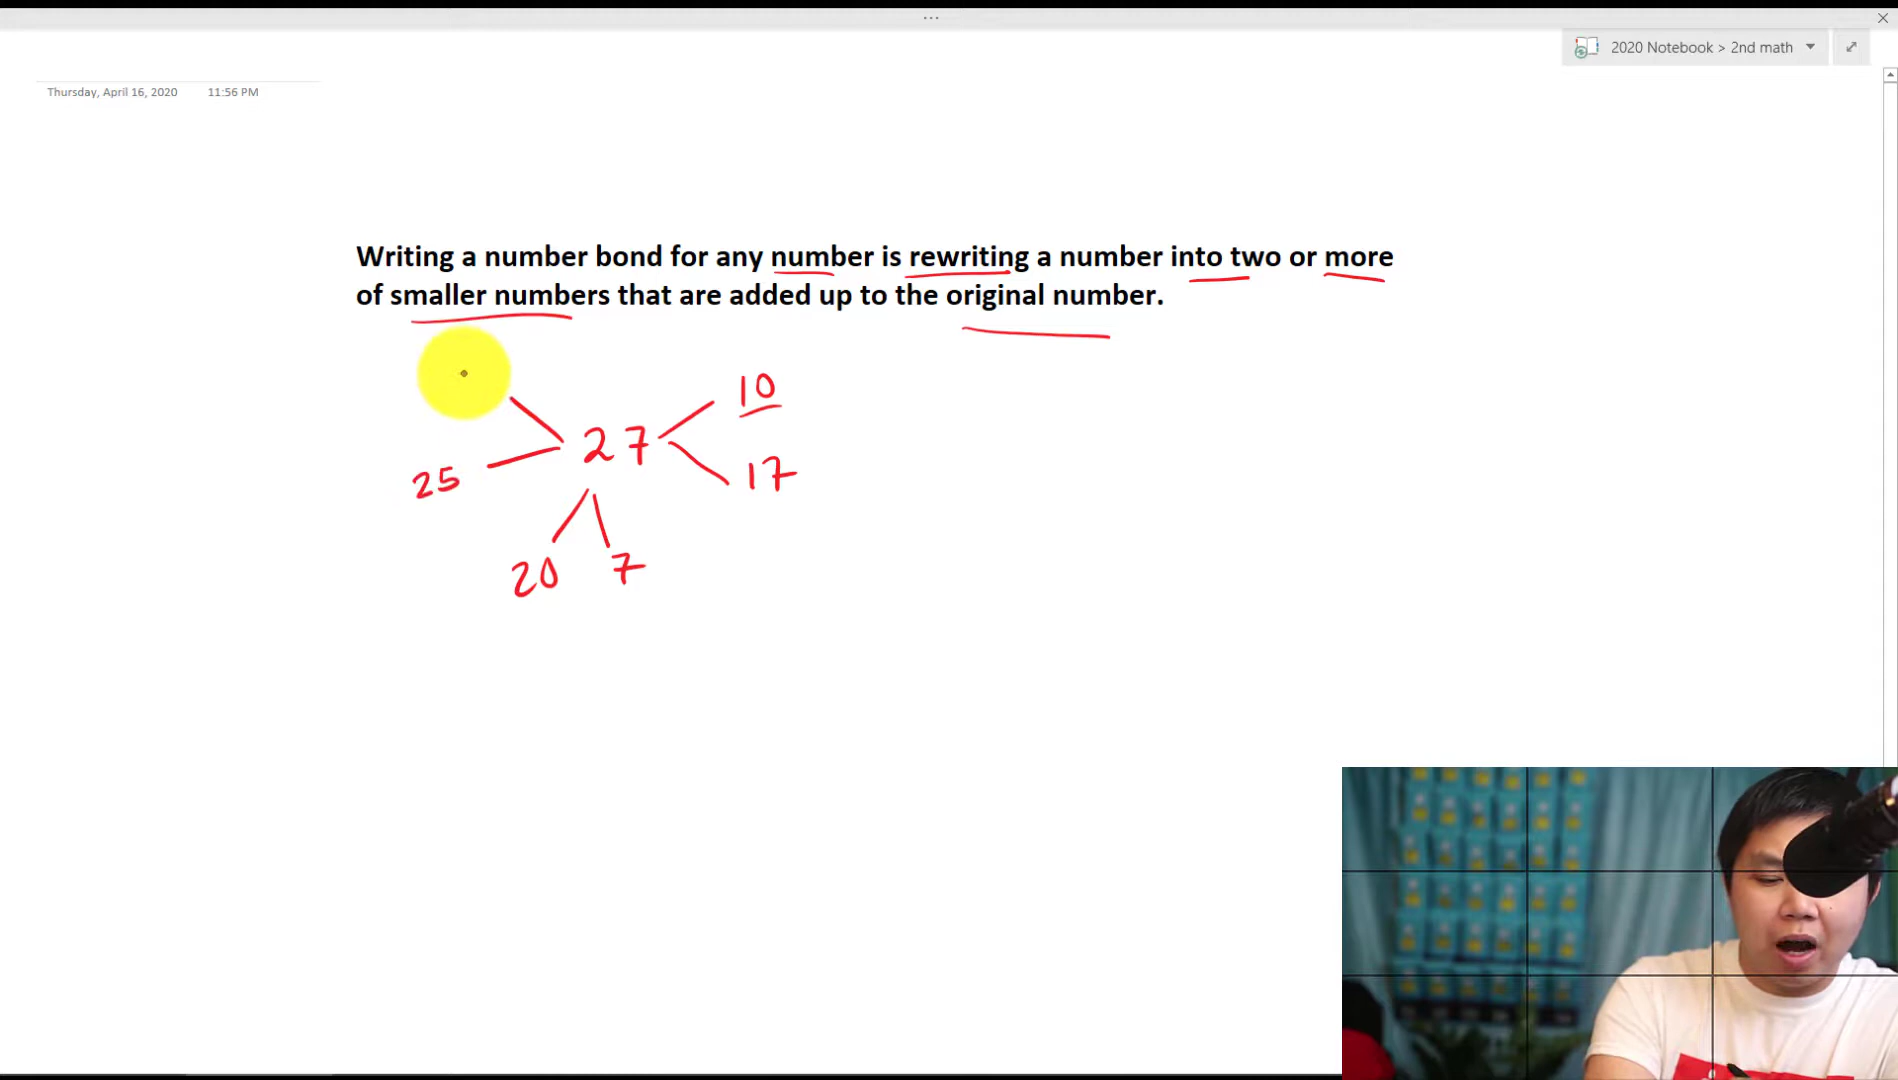 ...
2020 Notebook > 2nd math
Thursday, April 16, 2020 11:56 PM
Writing a number bond for any number is rewriting a number into two or more
of smaller numbers that are added up to the original number.
10
27
25
17
20 7